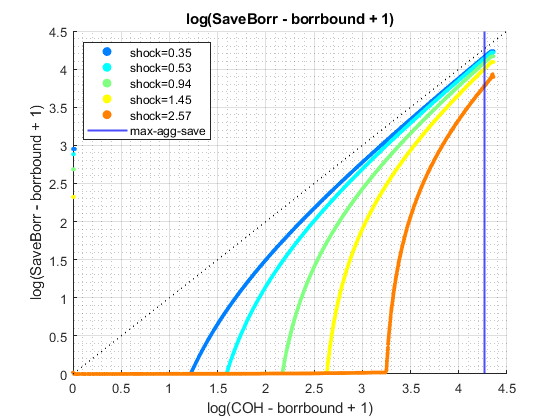 log(SaveBorr - borrbound + 1)
4.5
4
3.5
3
2.5
2
1.5
1
0.5
0
log(SaveBorr - borrbound + 1)
shock=0.35
shock=0.53
shock=0.94
shock=1.45
shock=2.57
max-agg-save
0 0.5 1 1.5 2 2.5 3 3.5 4 4.5
log(COH - borrbound + 1)